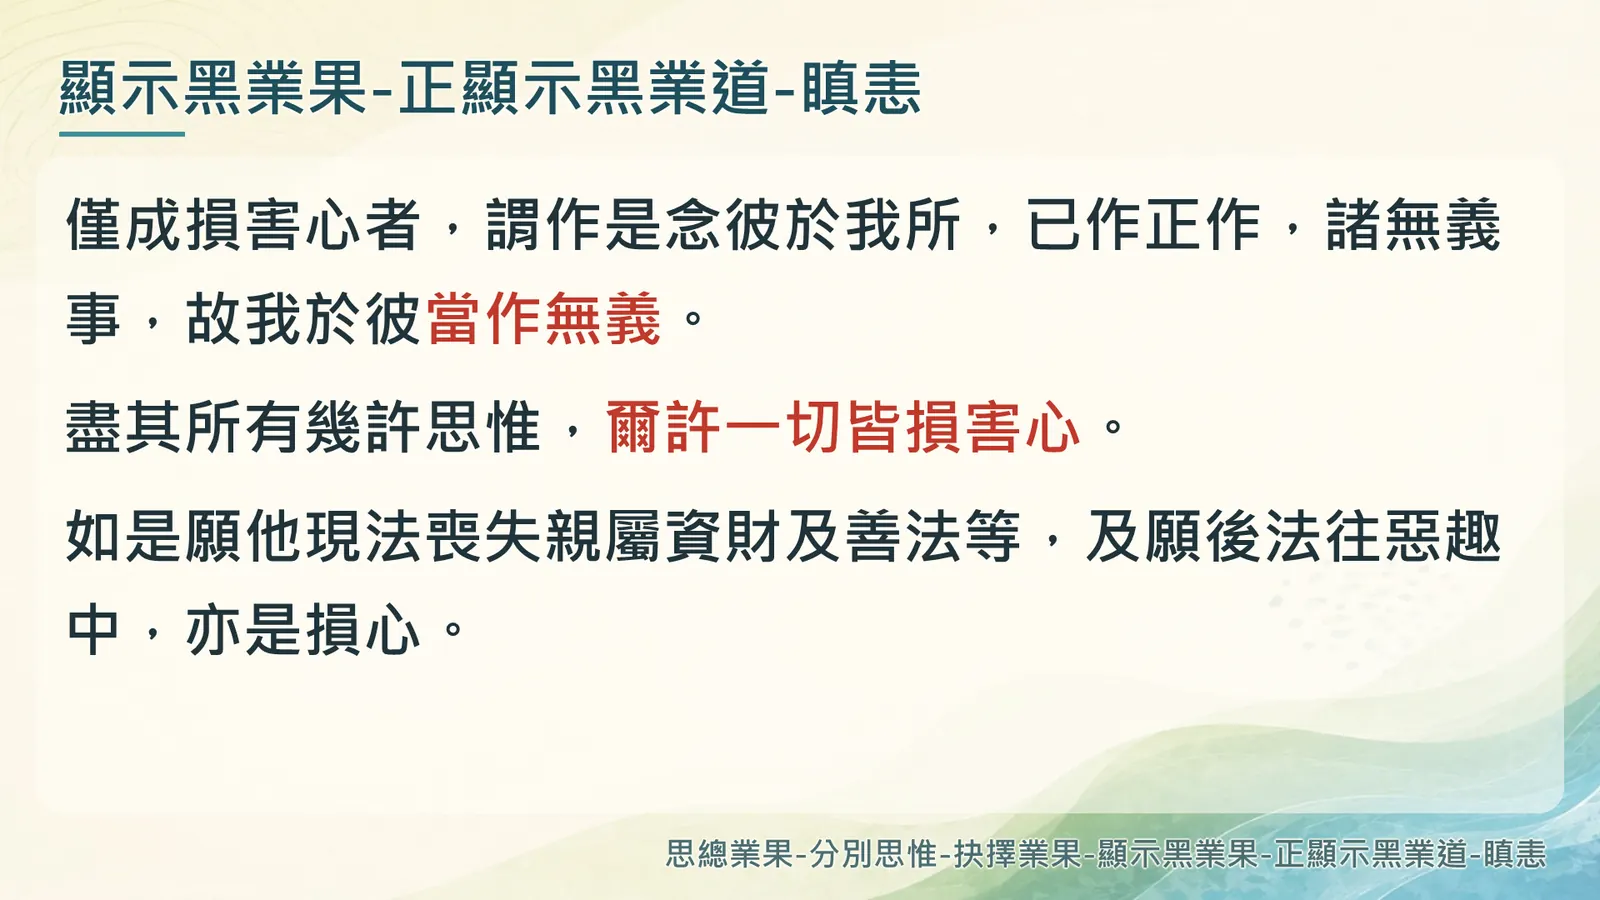 顯示黑業果-正顯示黑業道-瞋恚
僅成損害心者，謂作是念彼於我所，已作正作，諸無義
事，故我於彼當作無義。
盡其所有幾許思惟，爾許一切皆損害心。
如是願他現法喪失親屬資財及善法等，及願後法往惡趣
中，亦是損心。
思總業果-分別思惟-抉擇業果-顯示黑業果-正顯示黑業道-瞋恚